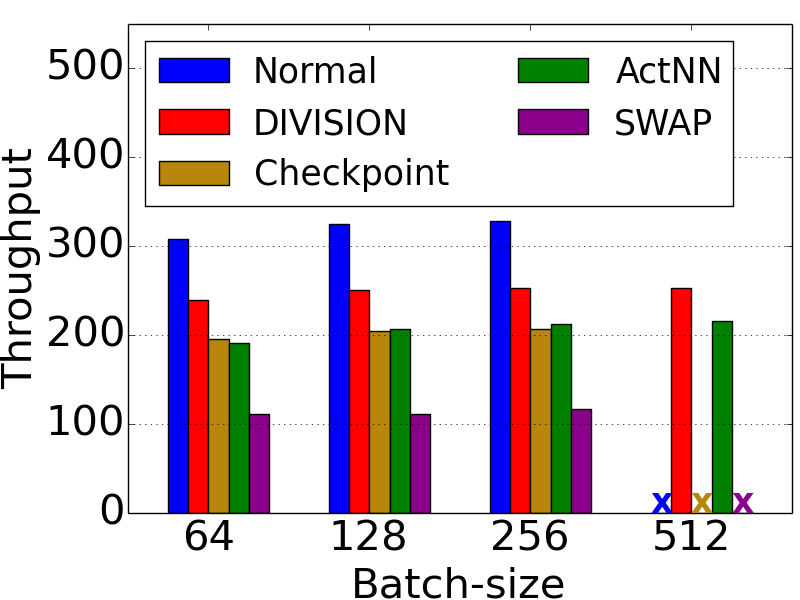 Throughput
500
400
300
200
100
0
Normal
DIVISION
Checkpoint
ActNN
SWAP
x x x
64 128 256 512
Batch-size